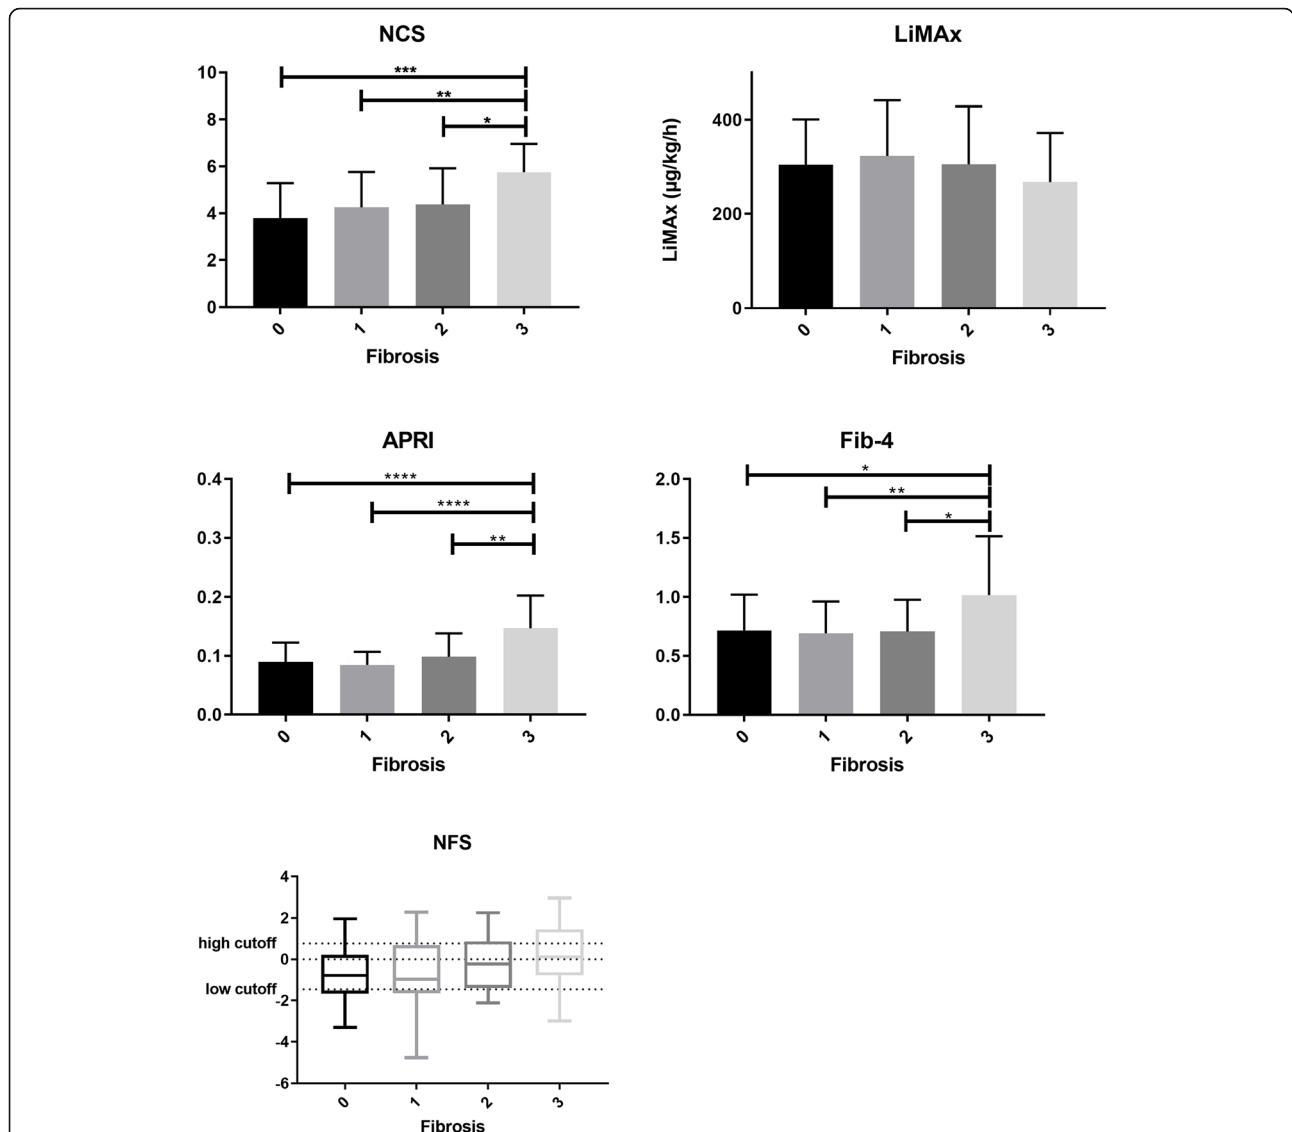 NCS
***
**
*
10
8
6
4
2
0
0 1 2 3
Fibrosis
LiMAx
LiMAx (µg/kg/h)
400
200
0
0 1 2 3
Fibrosis
APRI
****
****
**
0.4
0.3
0.2
0.1
0.0
0 1 2 3
Fibrosis
Fib-4
*
**
*
2.0
1.5
1.0
0.5
0.0
0 1 2 3
Fibrosis
NFS
4
2
high cutoff
0
low cutoff
-2
-4
-6
0 1 2 3
Fibrosis